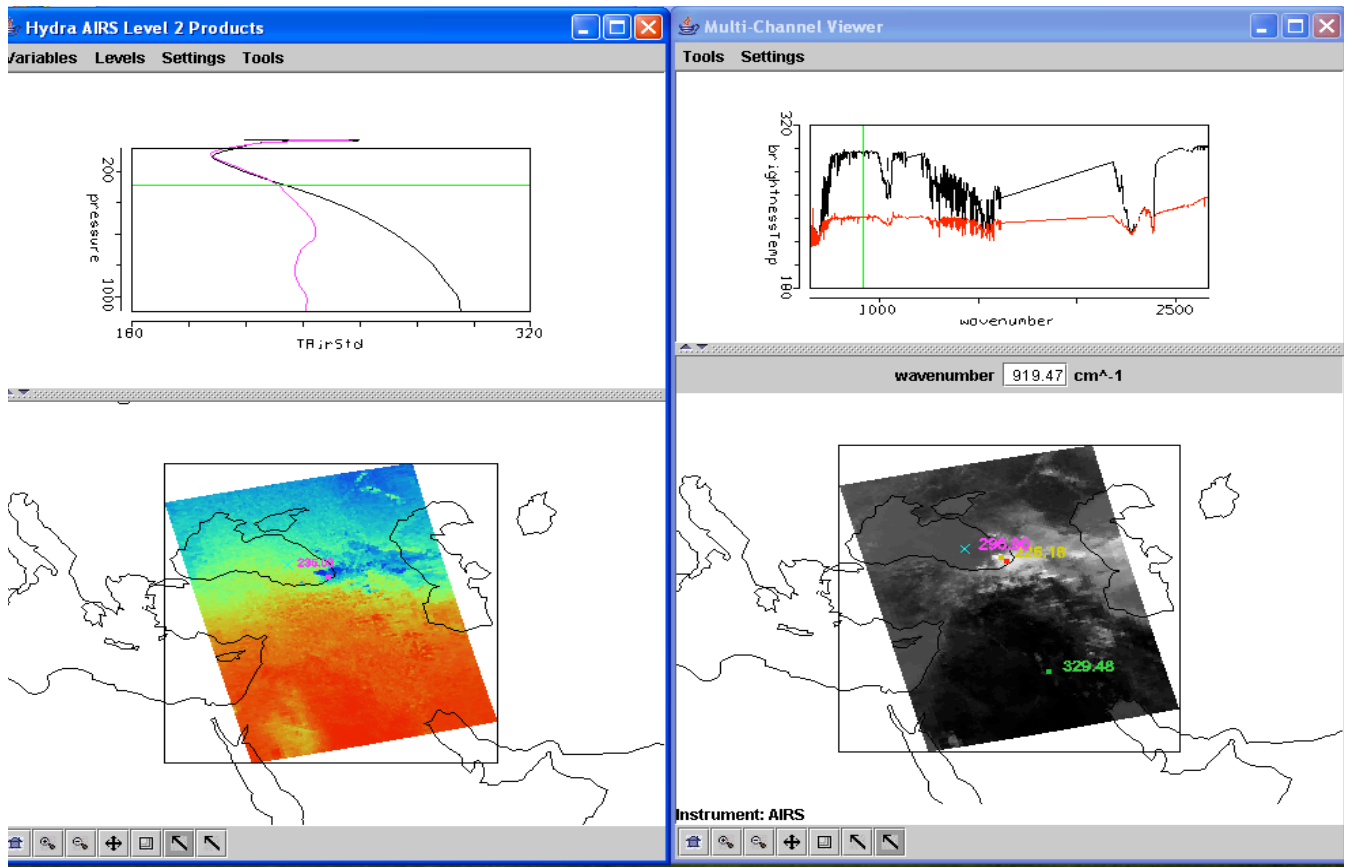 Hydra AIRS Level 2 Products
Variables Levels Settings Tools
200
pressure
1000
180
320
TAirStd
Multi-Channel Viewer
Tools Settings
320
brightnessTemp
180
1000
2500
wavenumber
wavenumber 919.47 cm^-1
329.48
Instrument: AIRS